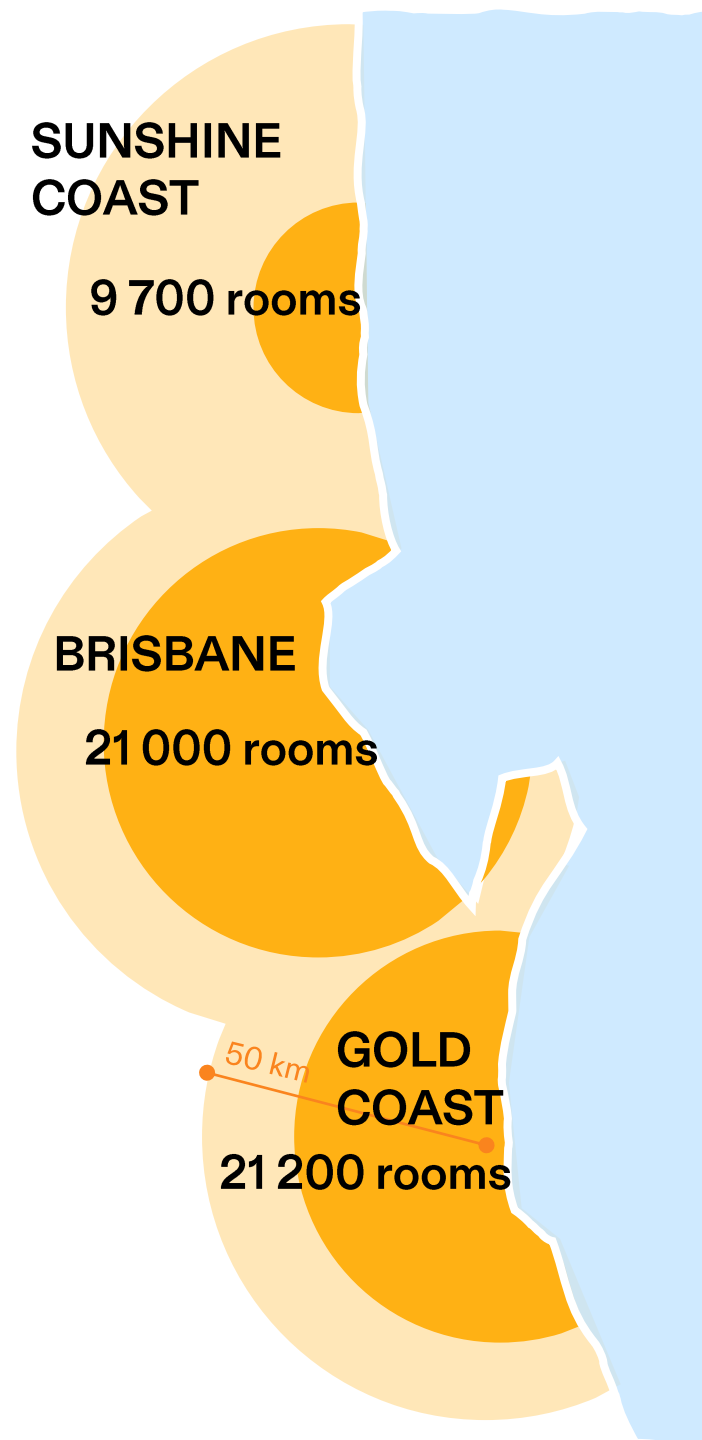 SUNSHINE
COAST
9 700 rooms
BRISBANE
21 000 rooms
50 km
GOLD
COAST
21 200 rooms